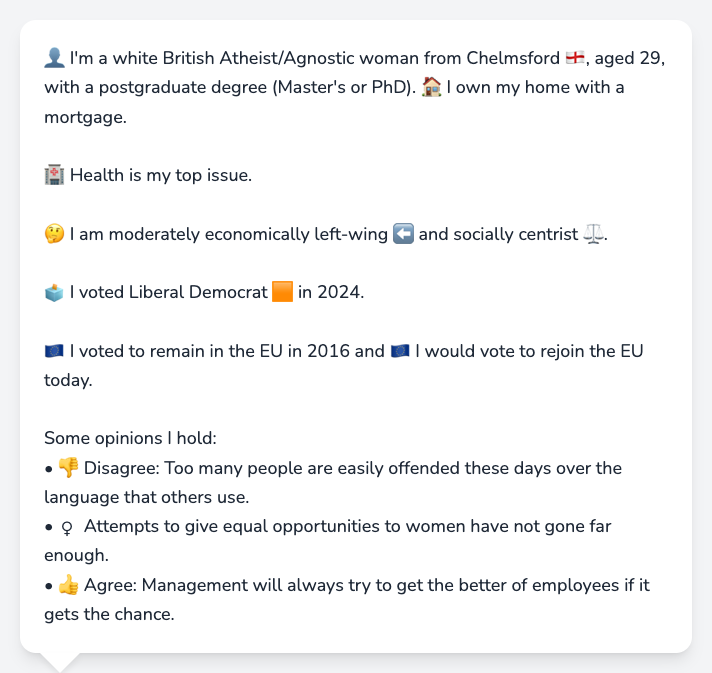 👤 I'm a white British Atheist/Agnostic woman from Chelmsford 🏴󠁧󠁢󠁥󠁮󠁧󠁿, aged 29,
with a postgraduate degree (Master's or PhD). 🏠 I own my home with a
mortgage.
🏥 Health is my top issue.
🤔 I am moderately economically left-wing ⬅️ and socially centrist ⚖️.
🗳️ I voted Liberal Democrat 🟧 in 2024.
🇪🇺 I voted to remain in the EU in 2016 and 🇪🇺 I would vote to rejoin the EU
today.
Some opinions I hold:
• 👎 Disagree: Too many people are easily offended these days over the
language that others use.
• ♀ Attempts to give equal opportunities to women have not gone far
enough.
• 👍 Agree: Management will always try to get the better of employees if it
gets the chance.